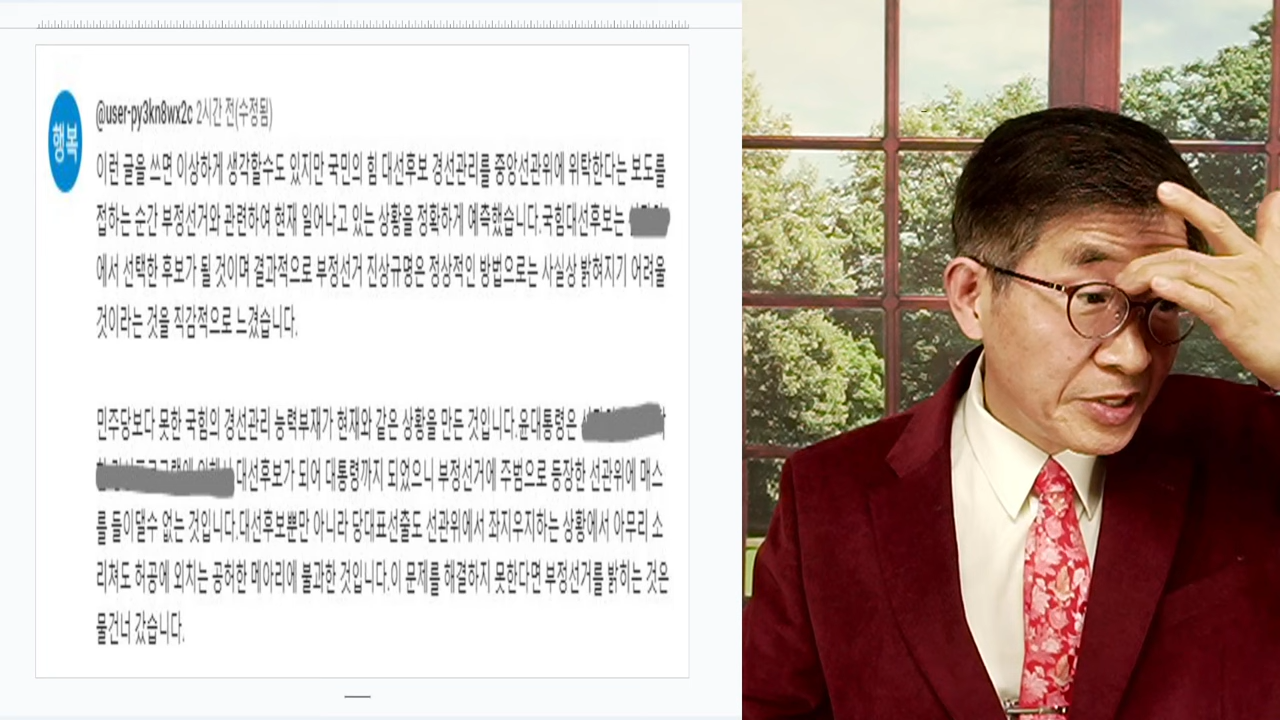 행복
@user-py3kn8wx2c 2시간 전(수정됨)
이런 글을 쓰면 이상하게 생각할수도 있지만 국민의 힘 대선후보 경선관리를 중앙선관위에 위탁한다는 보도를
접하는 순간 부정선거와 관련하여 현재 일어나고 있는 상황을 정확하게 예측했습니다.국힘대선후보는
에서 선택한 후보가 될 것이며 결과적으로 부정선거 진상규명은 정상적인 방법으로는 사실상 밝혀지기 어려울
것이라는 것을 직감적으로 느꼈습니다.
민주당보다 못한 국힘의 경선관리 능력부재가 현재와 같은 상황을 만든 것입니다.윤대통령은
대선후보가 되어 대통령까지 되었으니 부정선거에 주범으로 등장한 선관위에 매스
를 들이댈수 없는 것입니다.대선후보뿐만 아니라 당대표선출도 선관위에서 좌지우지하는 상황에서 아무리 소
리쳐도 허공에 외치는 공허한 메아리에 불과한 것입니다.이 문제를 해결하지 못한다면 부정선거를 밝히는 것은
물건너 갔습니다.